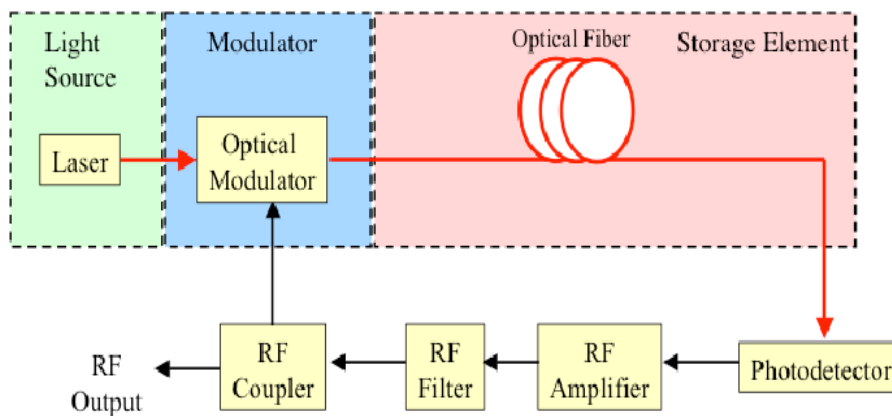 Light
Source
Modulator
Optical Fiber
Storage Element
Laser
Optical
Modulator
RF
Output
RF
Coupler
RF
Filter
RF
Amplifier
Photodetector